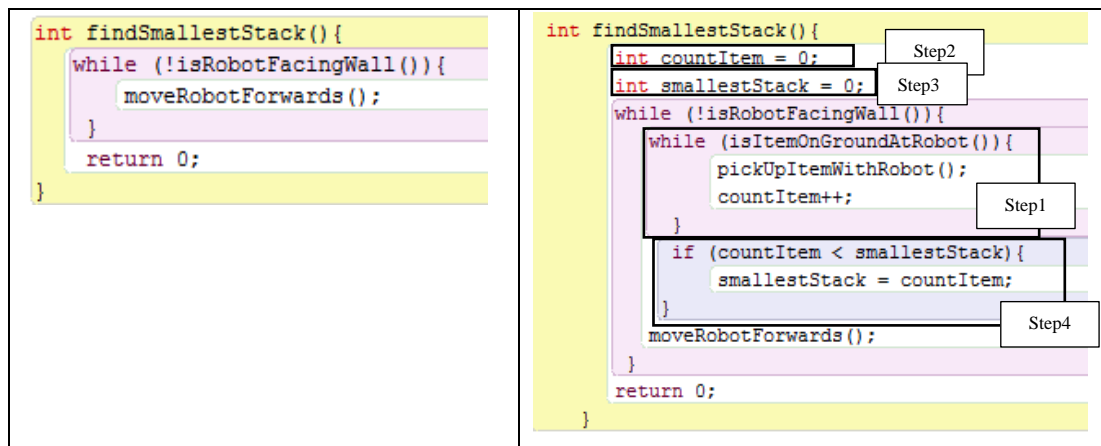 int findSmallestStack(){
while (!isRobotFacingWall()){
moveRobotForwards();
}
return 0;
}
int findSmallestStack(){
int countItem = 0;
Step2
int smallestStack = 0;
Step3
while (!isRobotFacingWall()){
while (isItemOnGroundAtRobot()){
pickUpItemWithRobot();
countItem++;
Step1
}
if (countItem < smallestStack){
smallestStack = countItem;
}
Step4
moveRobotForwards();
}
return 0;
}